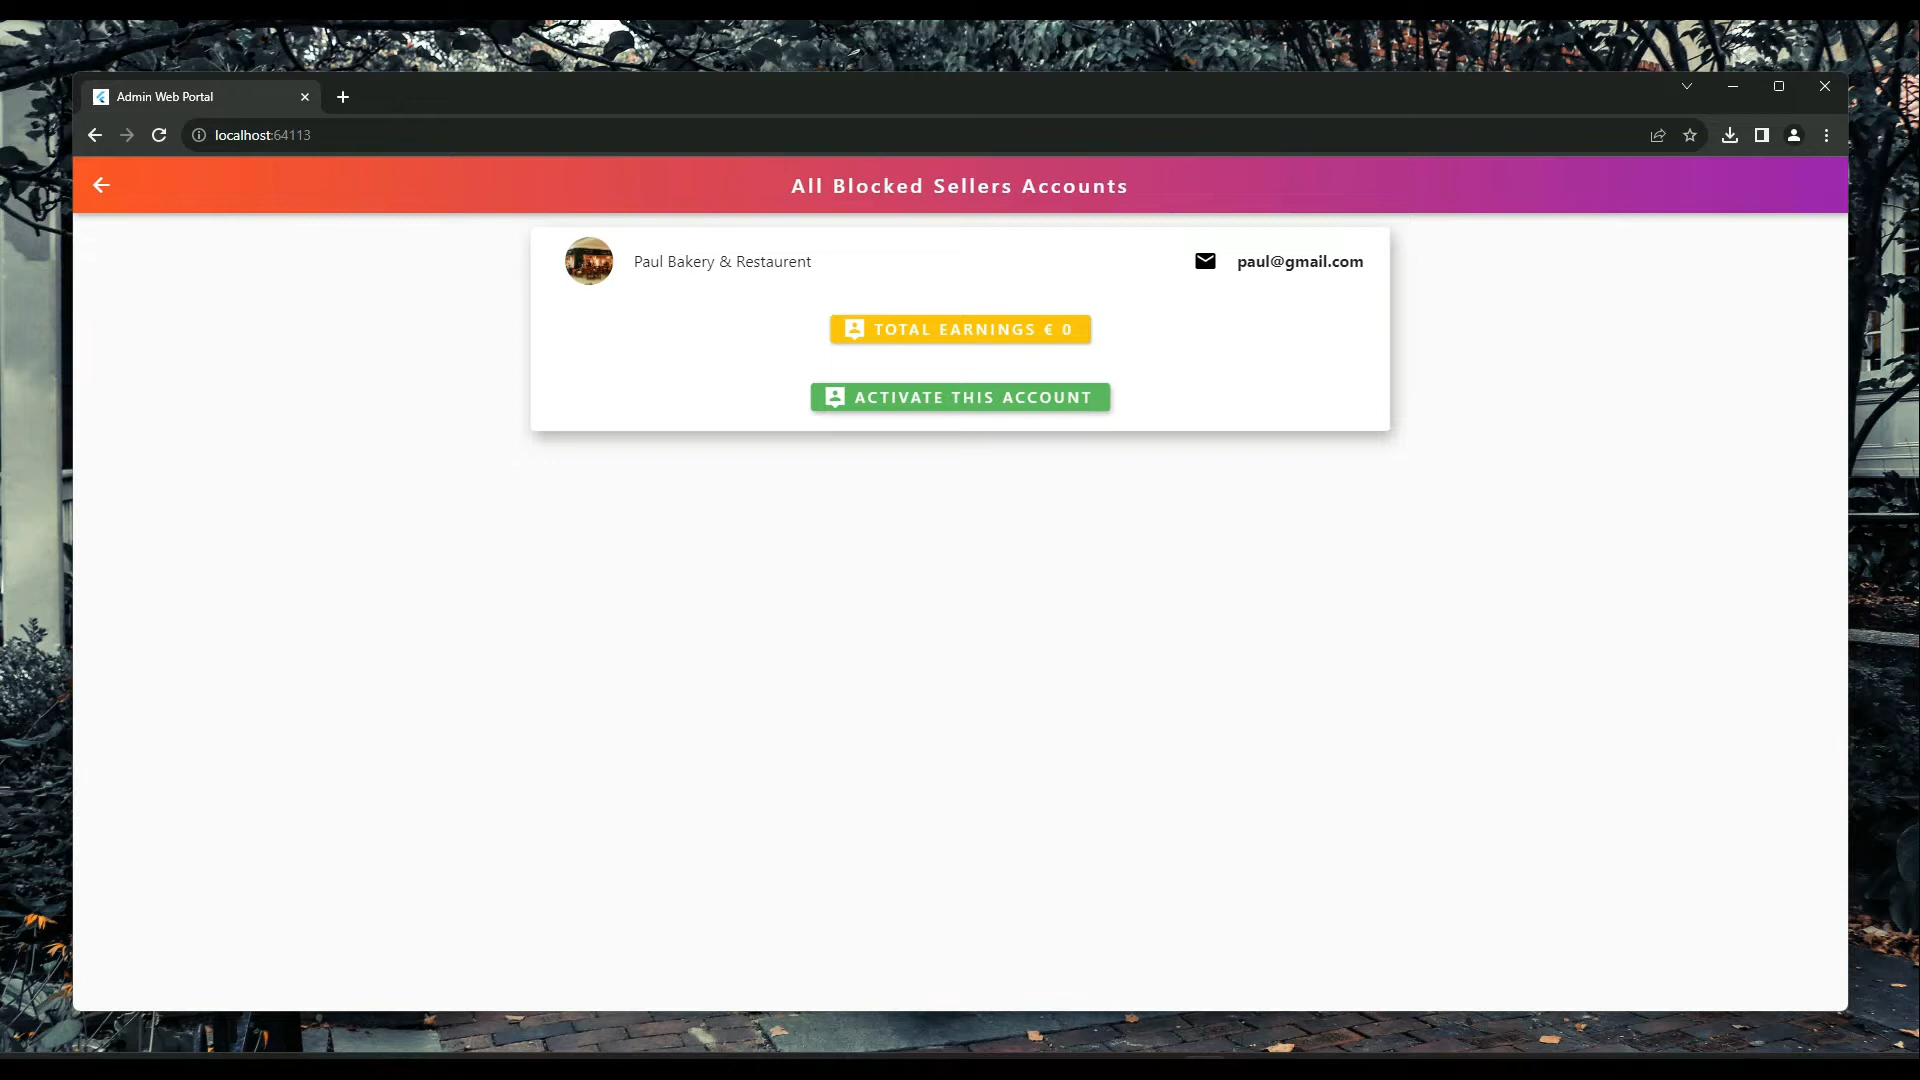 Admin Web Portal
localhost:64113
All Blocked Sellers Accounts
Paul Bakery & Restaurent
paul@gmail.com
TOTAL EARNINGS € 0
ACTIVATE THIS ACCOUNT